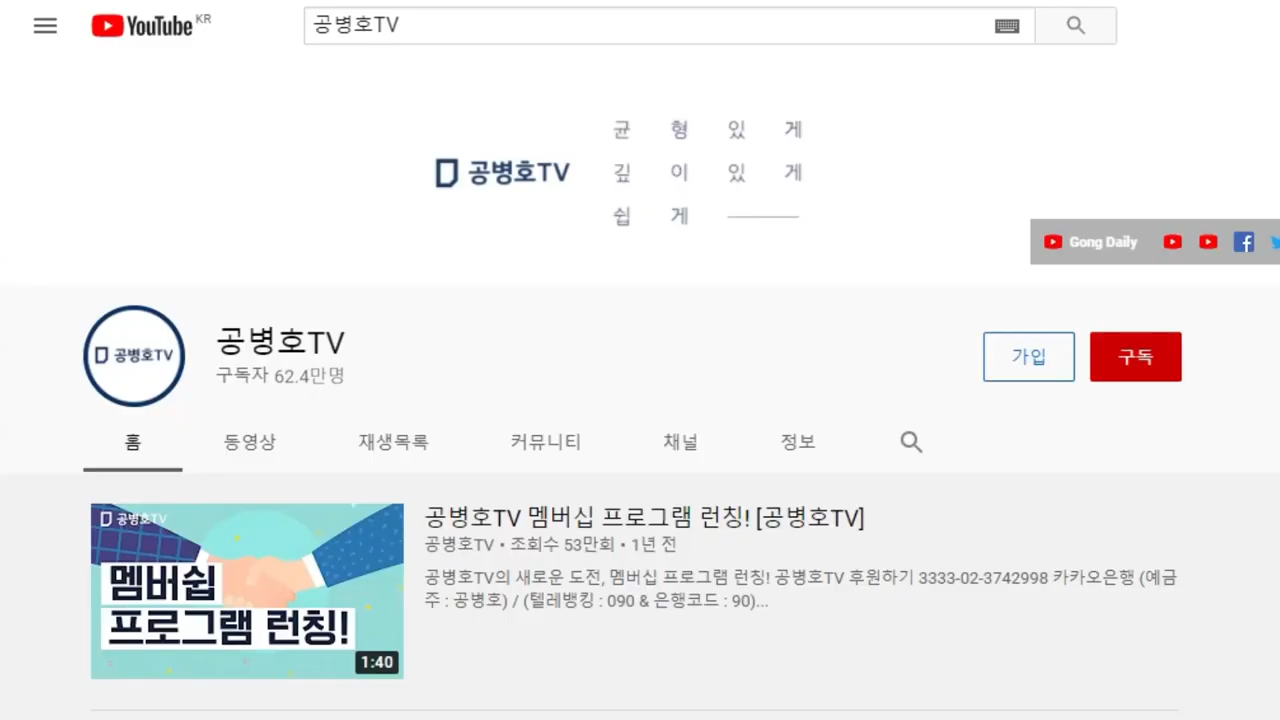 YouTube KR
공병호TV
균 형 있 게
공병호TV
깊 이 있 게
쉽 게
Gong Daily
공병호TV
공병호TV
구독자 62.4만명
가입
구독
홈
동영상
재생목록
커뮤니티
채널
정보
공병호TV
멤버쉽
프로그램 런칭!
1:40
공병호TV 멤버십 프로그램 런칭! [공병호TV]
공병호TV • 조회수 53만회 • 1년 전
공병호TV의 새로운 도전, 멤버십 프로그램 런칭! 공병호TV 후원하기 3333-02-3742998 카카오은행 (예금
주 : 공병호) / (텔레뱅킹 : 090 & 은행코드 : 90)...